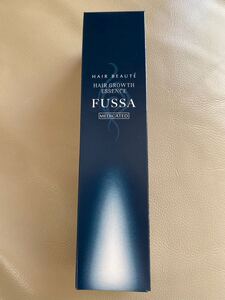 HAIR BEAUTÉ
HAIR GROWTH
ESSENCE
FUSSA
MEDICATED